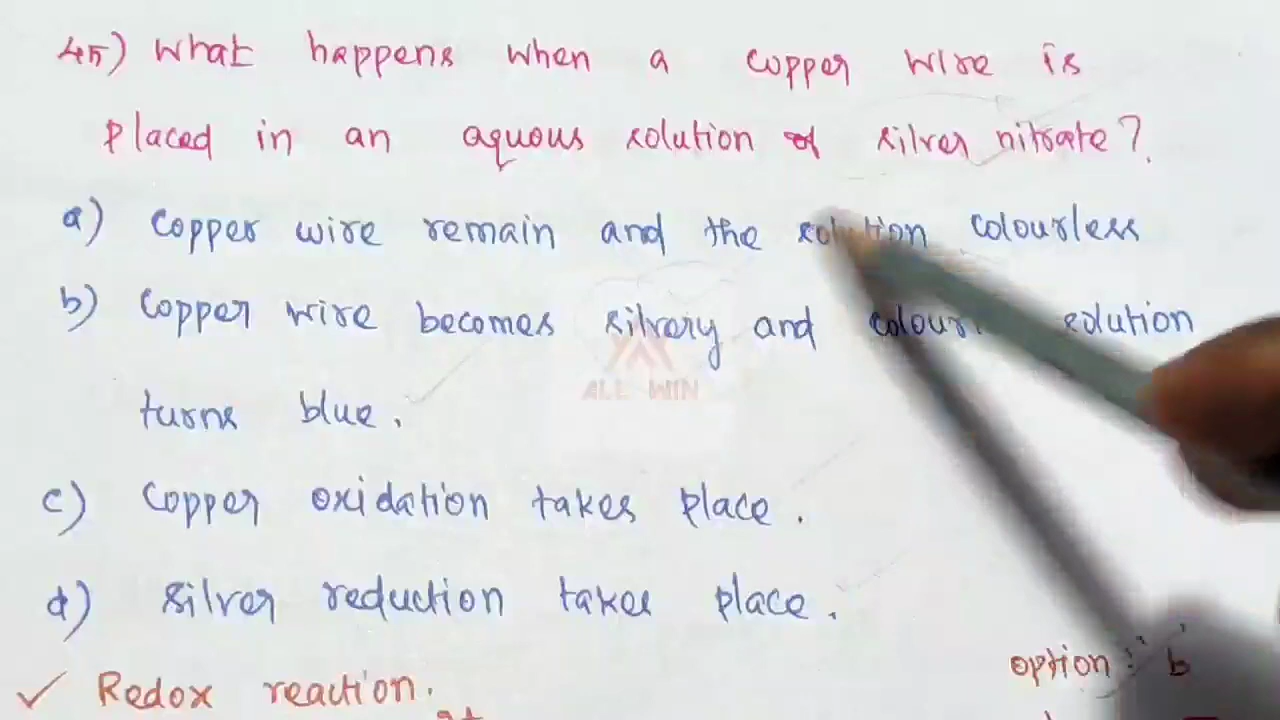 45) What happens when a copper wire is
placed in an aquous solution of silver nitrate?
a) Copper wire remain and the solution colourless
b) Copper wire becomes silvery and solution
turns blue.
ALL WIN
c) Copper oxidation takes place.
d) Silver reduction takes place.
option: b
✓ Redox reaction.